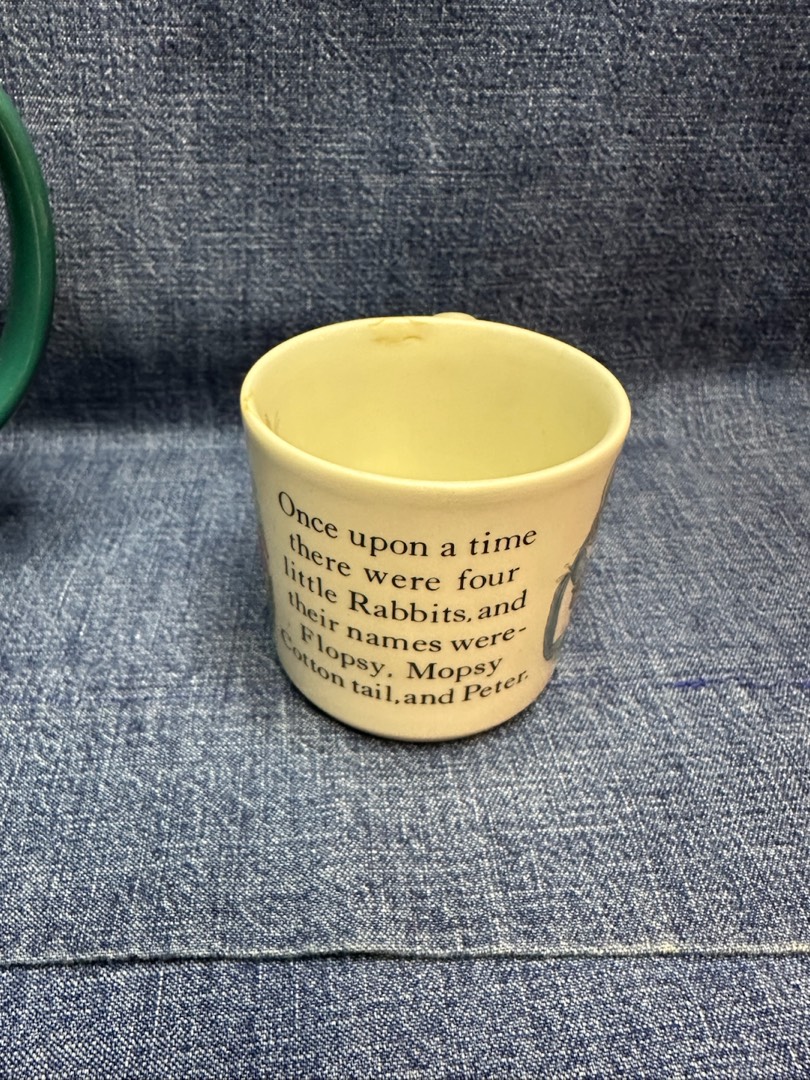 Once upon a time
there were four
little Rabbits, and
their names were-
Flopsy, Mopsy
Cotton tail, and Peter.